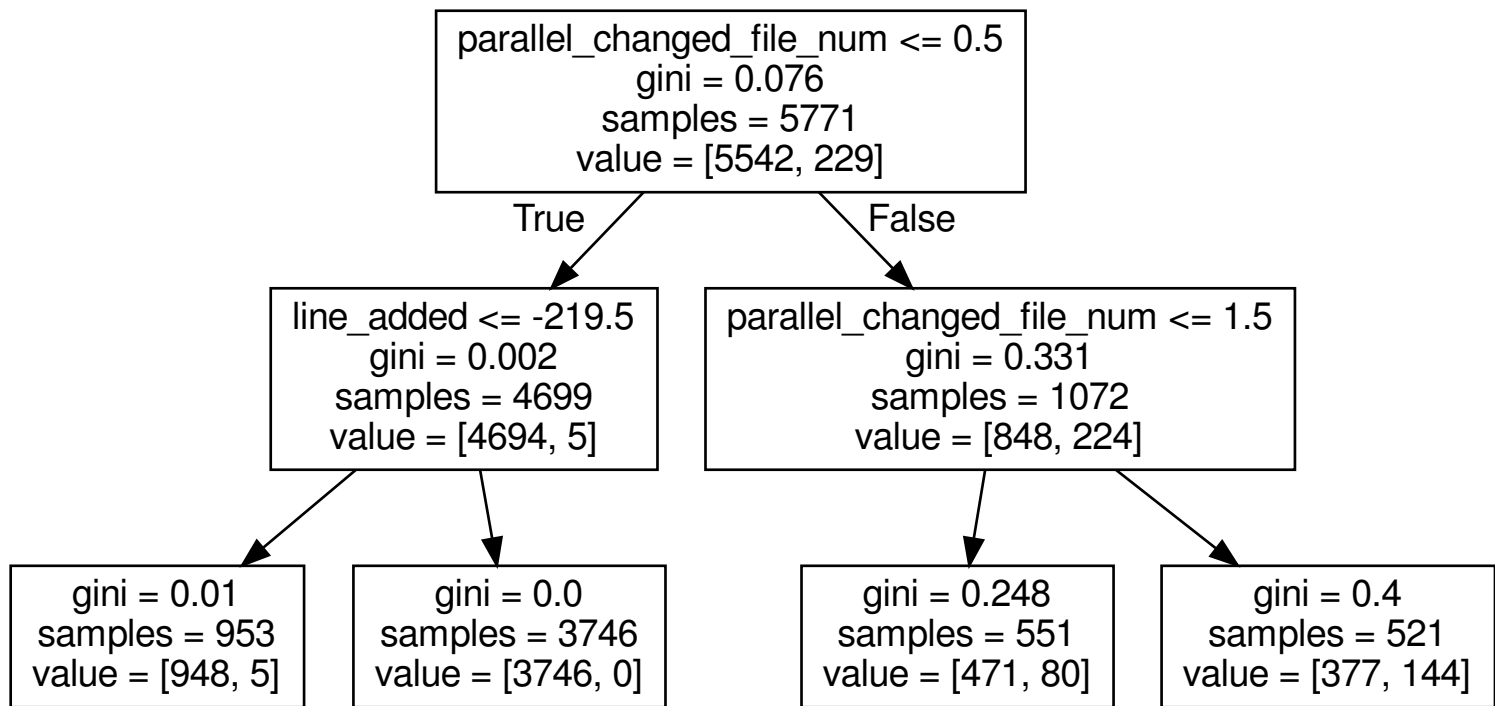 parallel_changed_file_num <= 0.5
gini = 0.076
samples = 5771
value = [5542, 229]
True
False
line_added <= -219.5
gini = 0.002
samples = 4699
value = [4694, 5]
parallel_changed_file_num <= 1.5
gini = 0.331
samples = 1072
value = [848, 224]
gini = 0.01
samples = 953
value = [948, 5]
gini = 0.0
samples = 3746
value = [3746, 0]
gini = 0.248
samples = 551
value = [471, 80]
gini = 0.4
samples = 521
value = [377, 144]